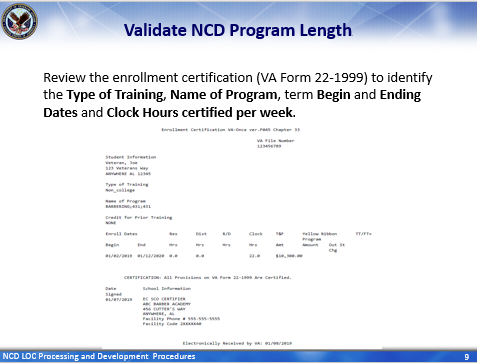 Validate NCD Program Length
Review the enrollment certification (VA Form 22-1999) to identify
the Type of Training, Name of Program, term Begin and Ending
Dates and Clock Hours certified per week.
Enrollment Certification VA-Once ver.P005 Chapter 33
VA File Number
123456789
Student Information
Veteran, Joe
123 Veterans Way
ANYWHERE AL 12345
Type of Training
Non_college
Name of Program
BARBERING;431;431
Credit for Prior Training
NONE
Enroll Dates Res Dist R/D Clock T&F Yellow Ribbon TT/FT=
Program
Begin End Hrs Hrs Hrs Hrs Amt Amount Out St
Chg
01/02/2019 01/12/2020 0.0 0.0 22.0 $10,300.00
CERTIFICATION: All Provisions on VA Form 22-1999 Are Certified.
Date School Information
Signed
01/07/2019 EC SCO CERTIFIER
ABC BARBER ACADEMY
456 CUTTER'S WAY
ANYWHERE, AL
Facility Phone # 555-555-5555
Facility Code 2XXXXXX0
Electronically Received by VA: 01/08/2019
NCD LOC Processing and Development Procedures 9